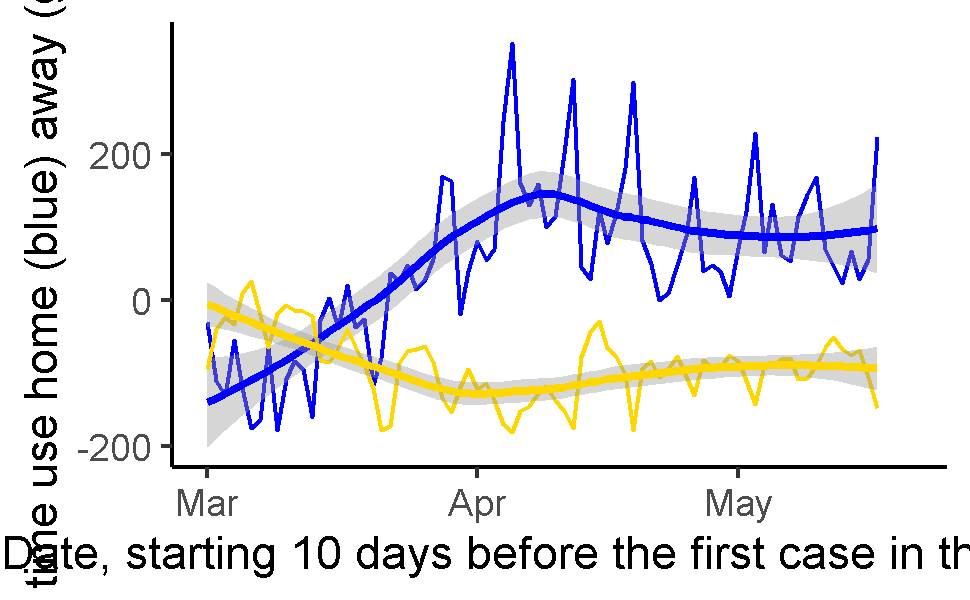 time use home (blue) away (
200
0
-200
Mar Apr May
Date, starting 10 days before the first case in th